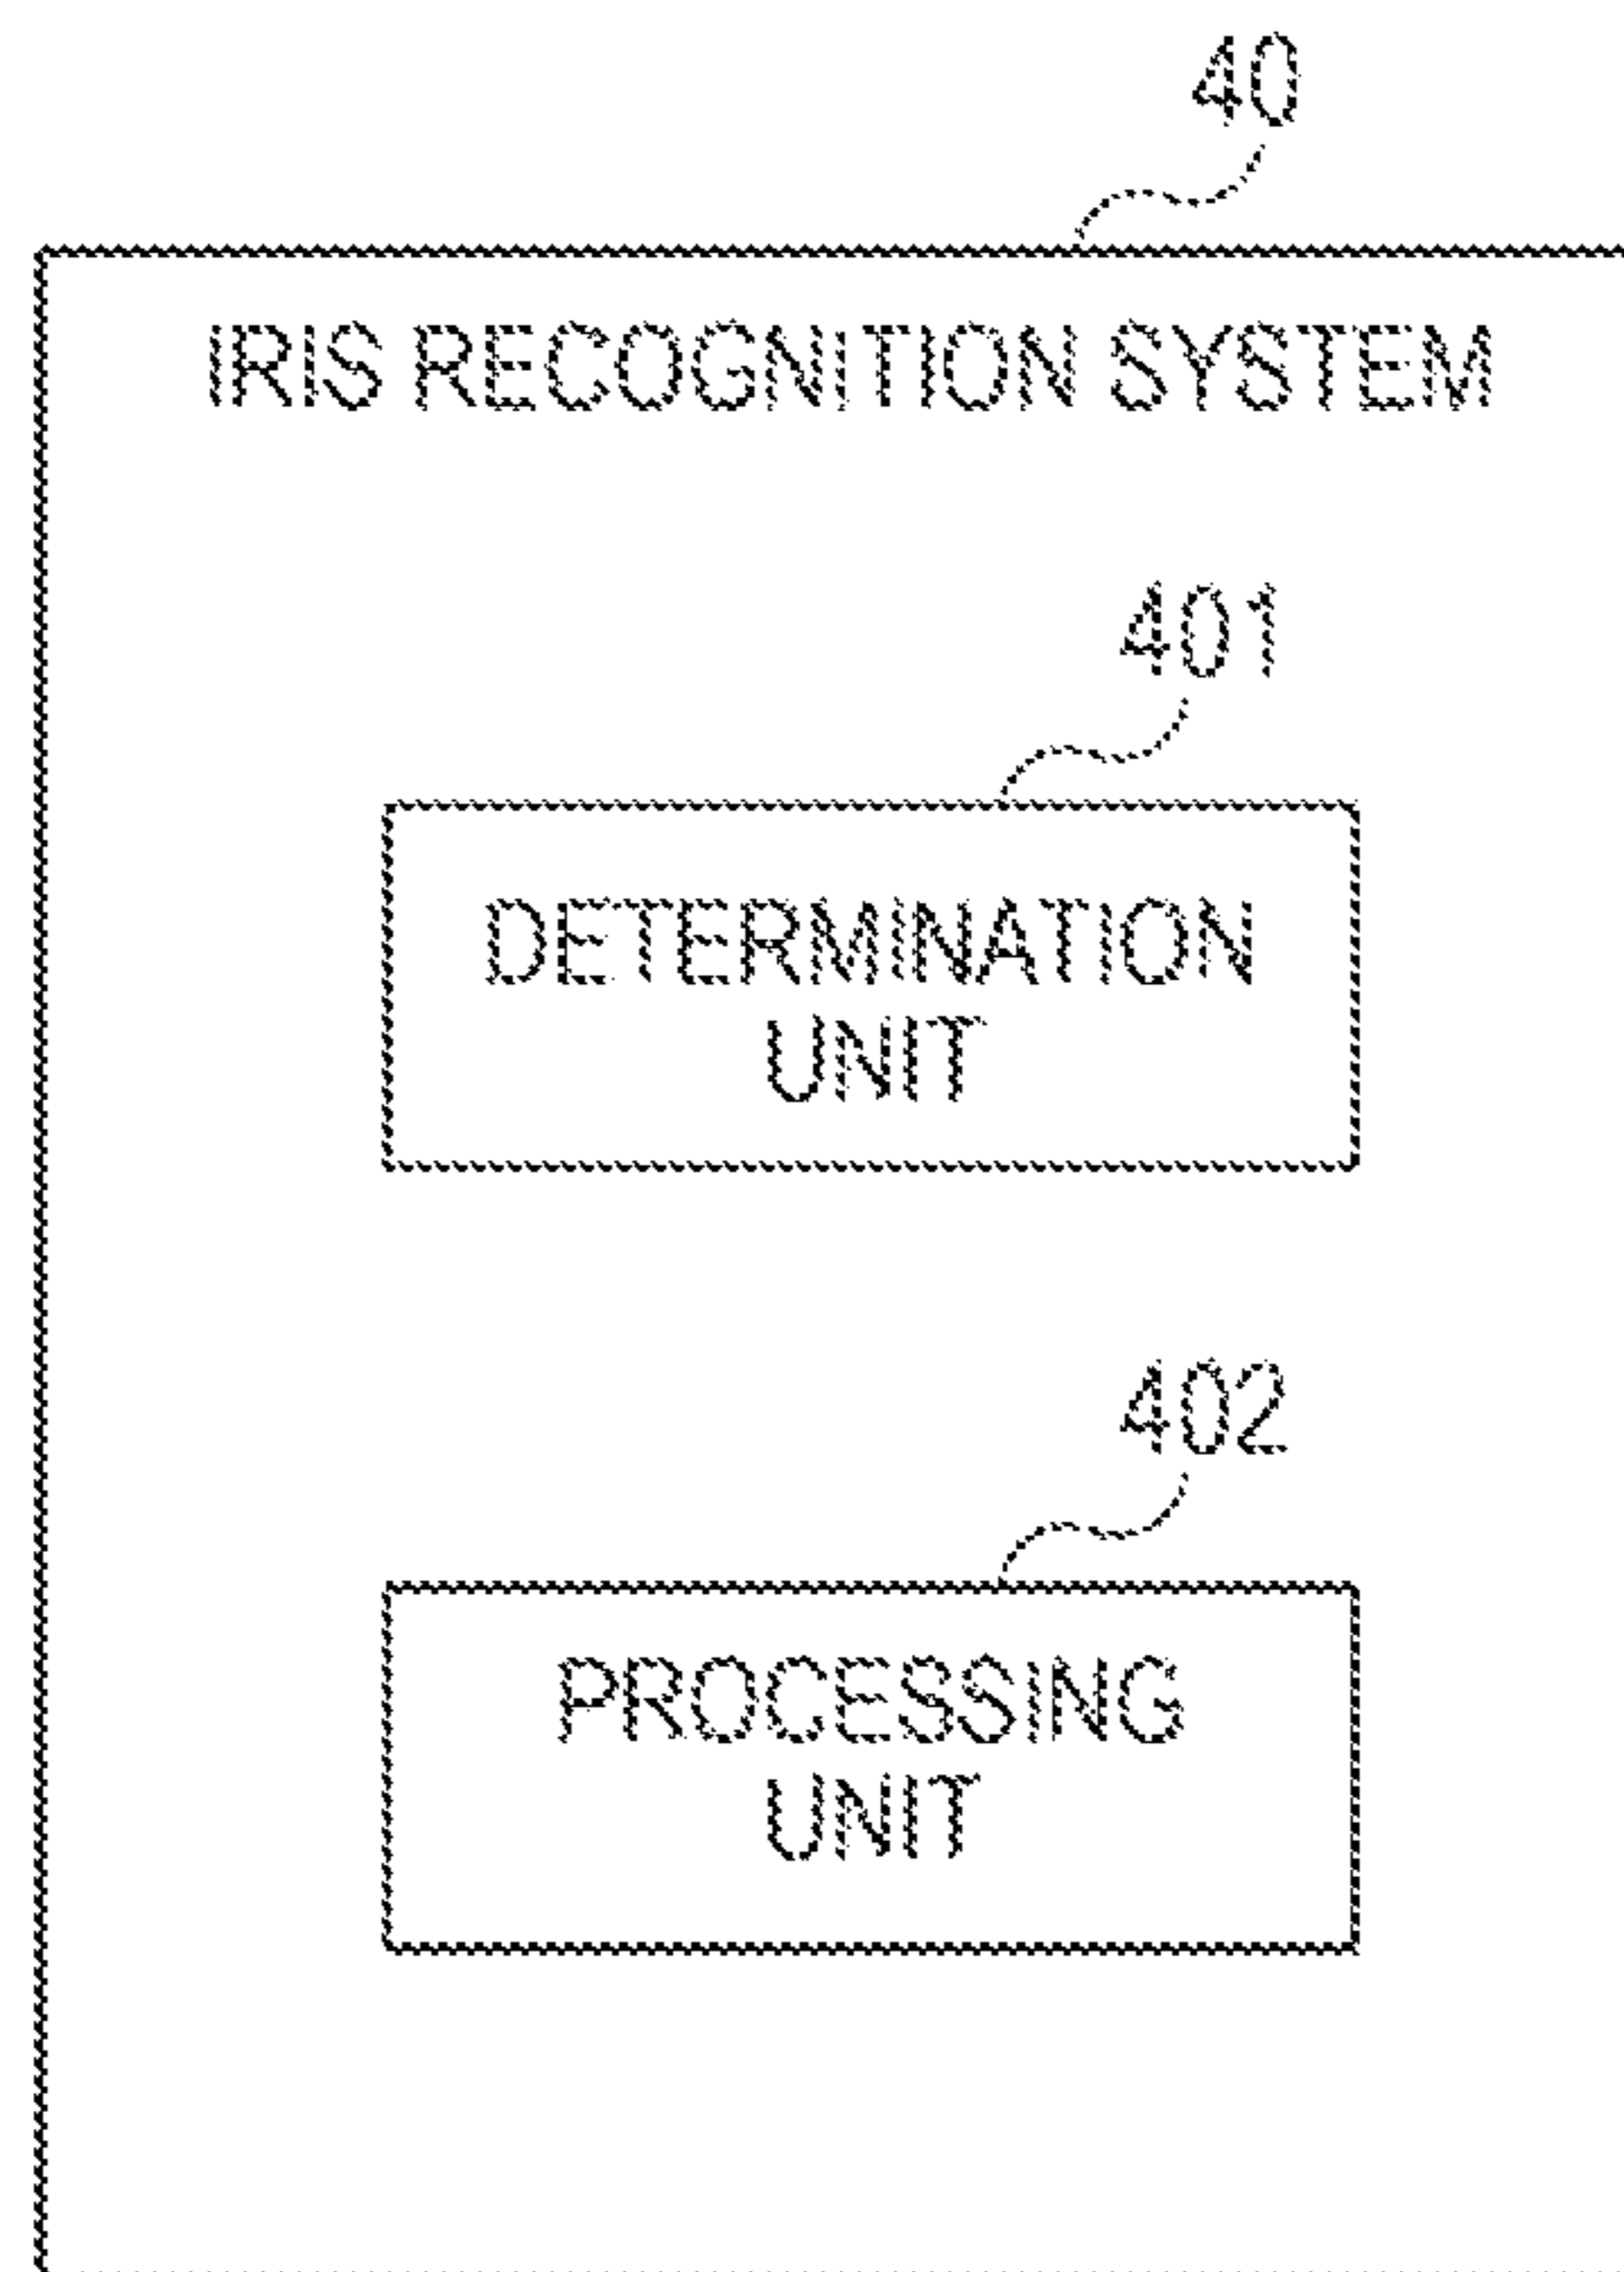 40
IRIS RECOGNITION SYSTEM
401
DETERMINATION
UNIT
402
PROCESSING
UNIT